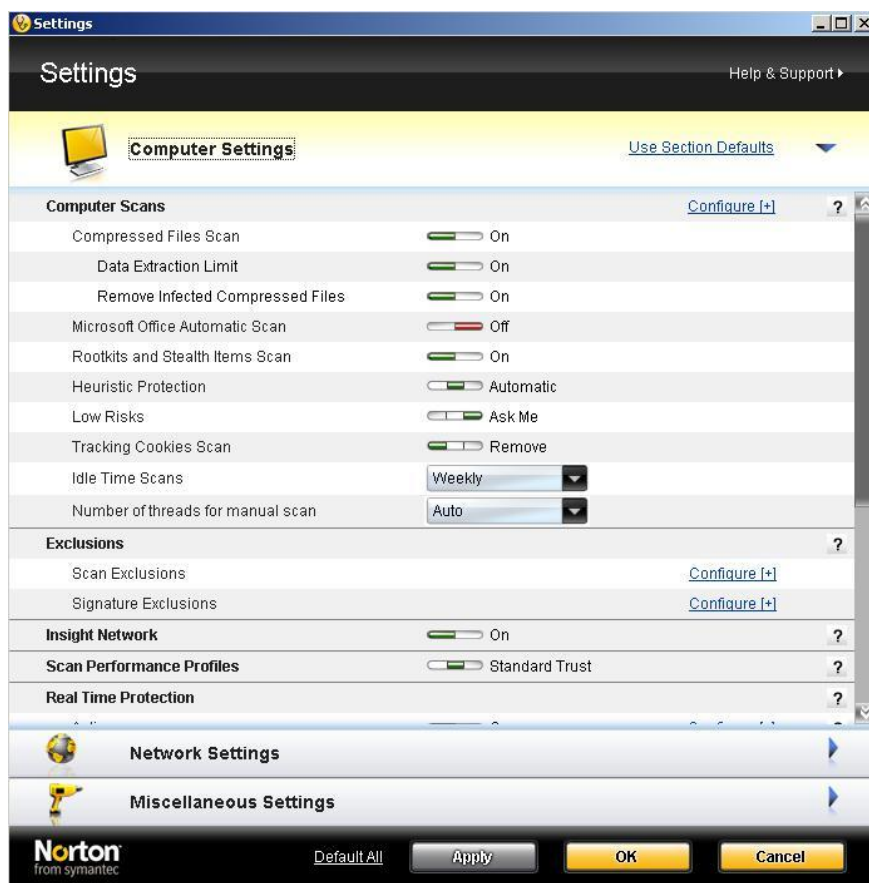 Settings
Settings
Help & Support
Computer Settings
Use Section Defaults
Computer Scans Configure [+] ?
Compressed Files Scan On
Data Extraction Limit On
Remove Infected Compressed Files On
Microsoft Office Automatic Scan Off
Rootkits and Stealth Items Scan On
Heuristic Protection Automatic
Low Risks Ask Me
Tracking Cookies Scan Remove
Idle Time Scans Weekly
Number of threads for manual scan Auto
Exclusions ?
Scan Exclusions Configure [+]
Signature Exclusions Configure [+]
Insight Network On ?
Scan Performance Profiles Standard Trust ?
Real Time Protection ?
Network Settings
Miscellaneous Settings
Norton
from symantec
Default All
Apply
OK
Cancel